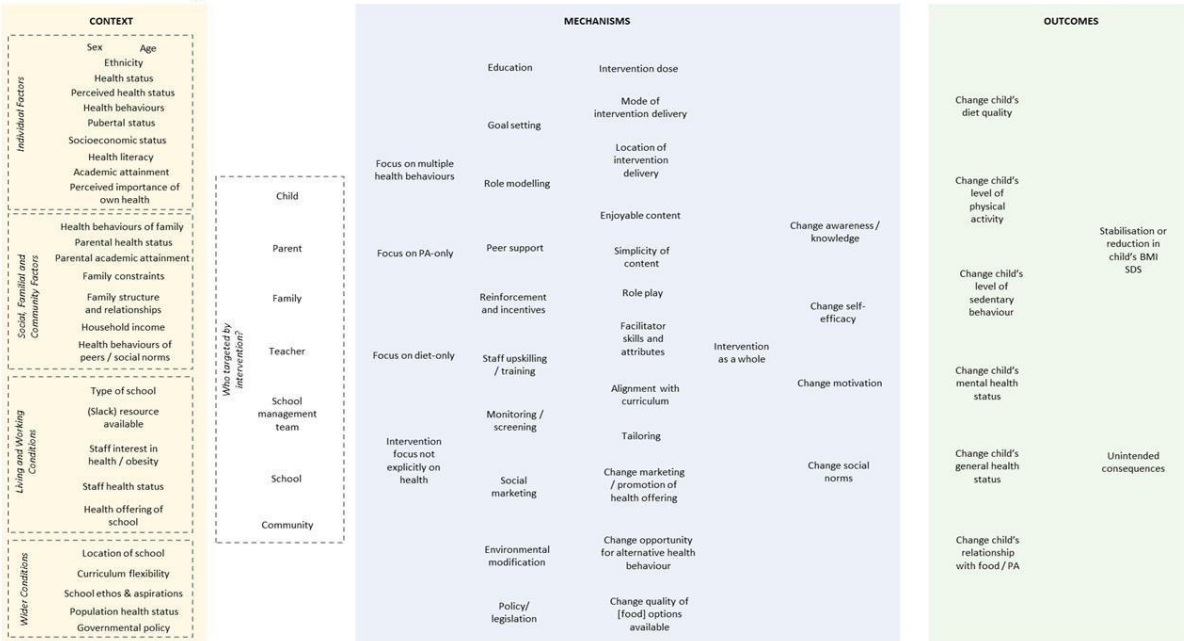 CONTEXT
Individual Factors
Sex
Age
Ethnicity
Health status
Perceived health status
Health behaviours
Pubertal status
Socioeconomic status
Health literacy
Academic attainment
Perceived importance of
own health
Social, Familial and
Community Factors
Health behaviours of family
Parental health status
Parental academic attainment
Family constraints
Family structure
and relationships
Household income
Health behaviours of
peers / social norms
Living and Working
Conditions
Type of school
(Slack) resource
available
Staff interest in
health / obesity
Staff health status
Health offering of
school
Wider Conditions
Location of school
Curriculum flexibility
School ethos & aspirations
Population health status
Governmental policy
Who targeted by
intervention?
Child
Parent
Family
Teacher
School
management
team
School
Community
MECHANISMS
Focus on multiple
health behaviours
Focus on PA-only
Focus on diet-only
Intervention
focus not
explicitly on
health
Education
Goal setting
Role modelling
Peer support
Reinforcement
and incentives
Staff upskilling
/ training
Monitoring /
screening
Social
marketing
Environmental
modification
Policy/
legislation
Intervention dose
Mode of
intervention delivery
Location of
intervention
delivery
Enjoyable content
Simplicity of
content
Role play
Facilitator
skills and
attributes
Alignment with
curriculum
Tailoring
Change marketing
/ promotion of
health offering
Change opportunity
for alternative health
behaviour
Change quality of
[food] options
available
Intervention
as a whole
Change awareness /
knowledge
Change self-
efficacy
Change motivation
Change social
norms
OUTCOMES
Change child's
diet quality
Change child's
level of
physical
activity
Change child's
level of
sedentary
behaviour
Change child's
mental health
status
Change child's
general health
status
Change child's
relationship
with food / PA
Stabilisation or
reduction in
child's BMI
SDS
Unintended
consequences